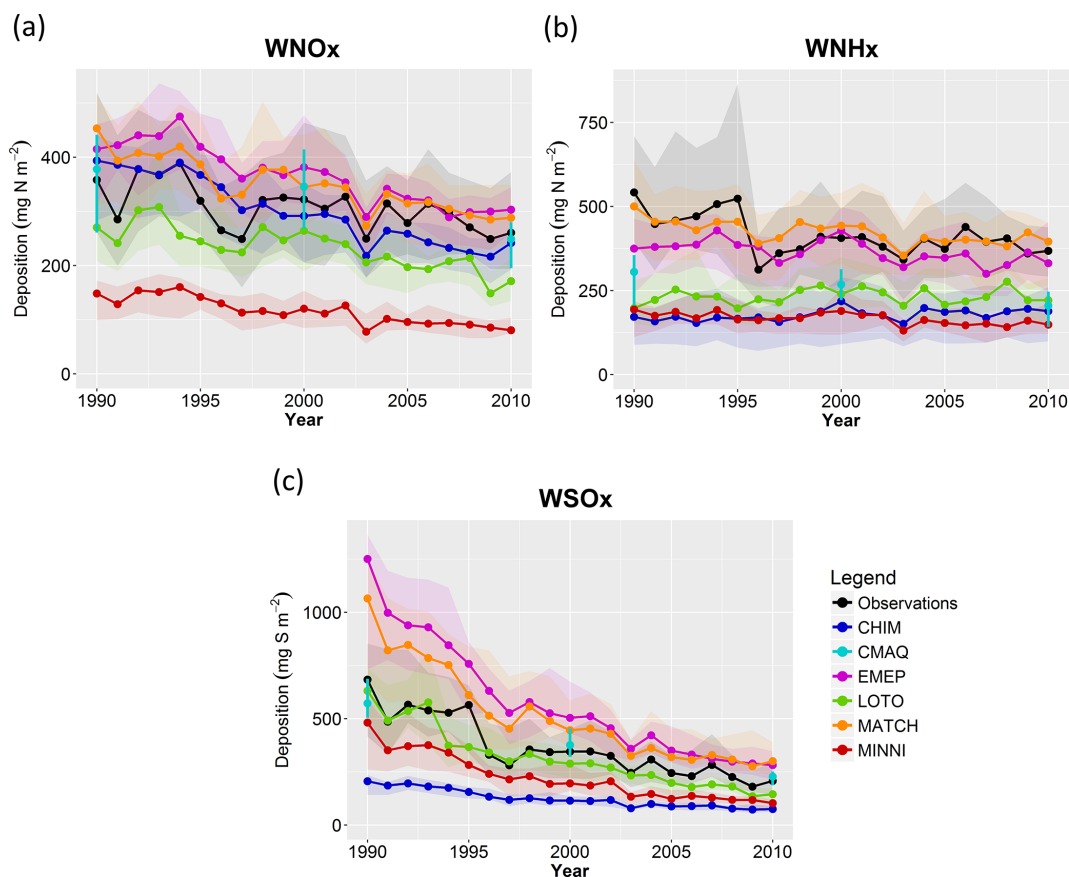 (a)
WNOx
Deposition (mg N m⁻²)
400
200
0
1990 1995 2000 2005 2010
Year
(b)
WNHx
Deposition (mg N m⁻²)
750
500
250
0
1990 1995 2000 2005 2010
Year
(c)
WSOx
Deposition (mg S m⁻²)
1000
500
0
1990 1995 2000 2005 2010
Year
Legend
Observations
CHIM
CMAQ
EMEP
LOTO
MATCH
MINNI